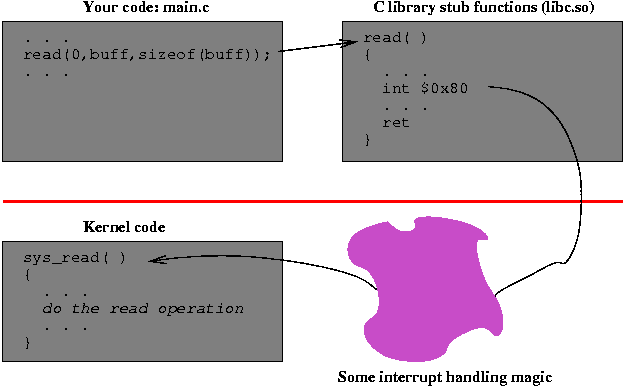 Your code: main.c
. . .
read(0,buff,sizeof(buff));
. . .
C library stub functions (libc.so)
read( )
{
. . .
int $0x80
. . .
ret
}
Kernel code
sys_read( )
{
. . .
do the read operation
. . .
}
Some interrupt handling magic